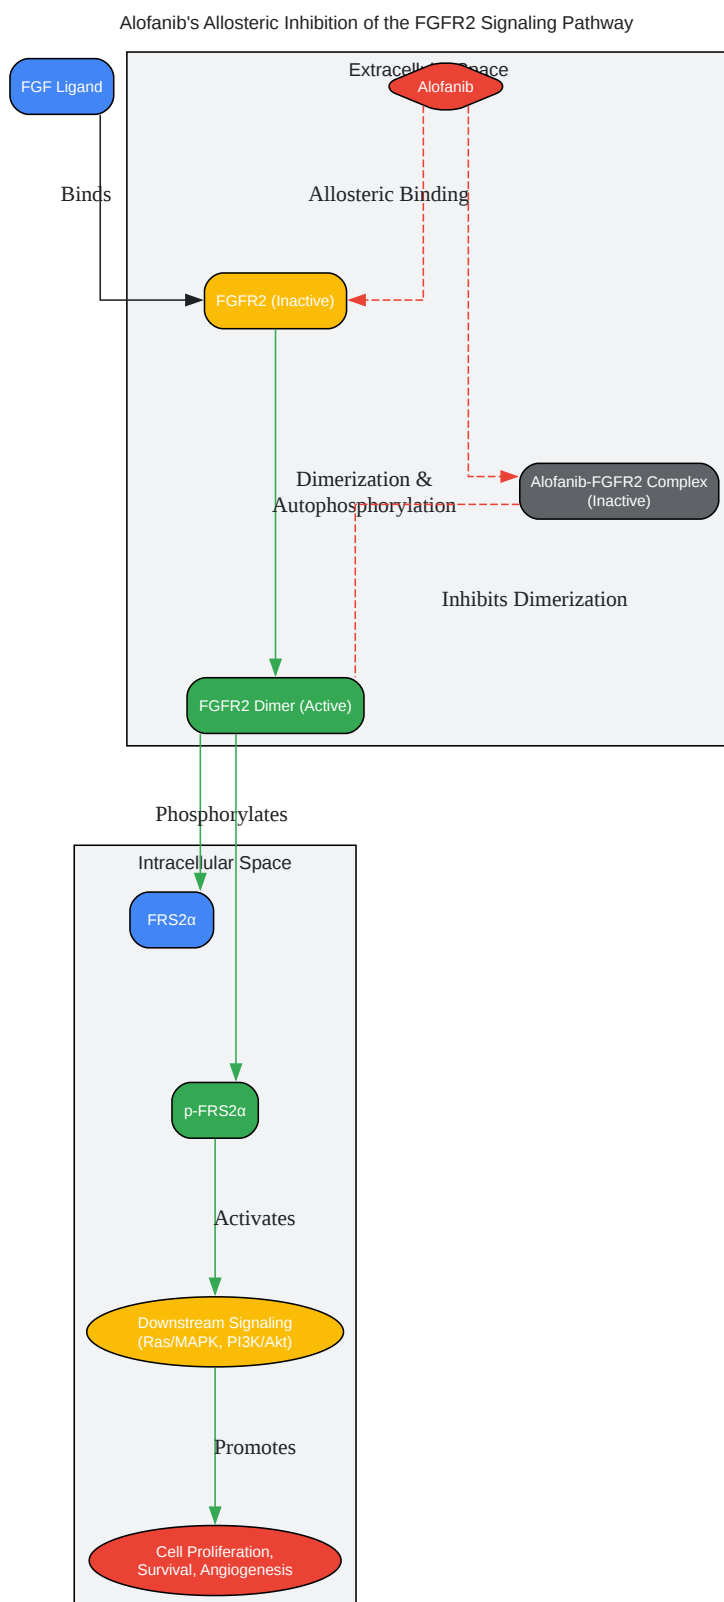 Alofanib's Allosteric Inhibition of the FGFR2 Signaling Pathway
Extracellular Space
FGF Ligand
Alofanib
Binds
Allosteric Binding
FGFR2 (Inactive)
Dimerization &
Autophosphorylation
Alofanib-FGFR2 Complex
(Inactive)
Inhibits Dimerization
FGFR2 Dimer (Active)
Phosphorylates
Intracellular Space
FRS2α
p-FRS2α
Activates
Downstream Signaling
(Ras/MAPK, PI3K/Akt)
Promotes
Cell Proliferation,
Survival, Angiogenesis